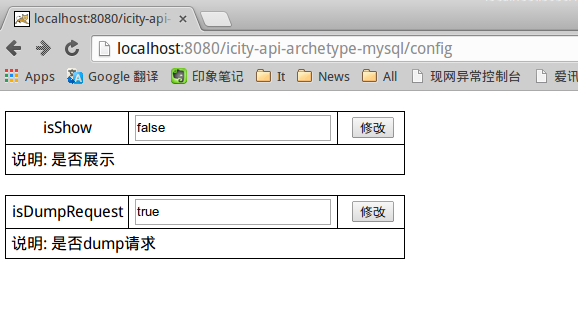 localhost:8080/icity-api-
localhost:8080/icity-api-archetype-mysql/config
Apps Google 翻译 印象笔记 It News All 现网异常控制台 爱讯
isShow false 修改
说明: 是否展示
isDumpRequest true 修改
说明: 是否dump请求